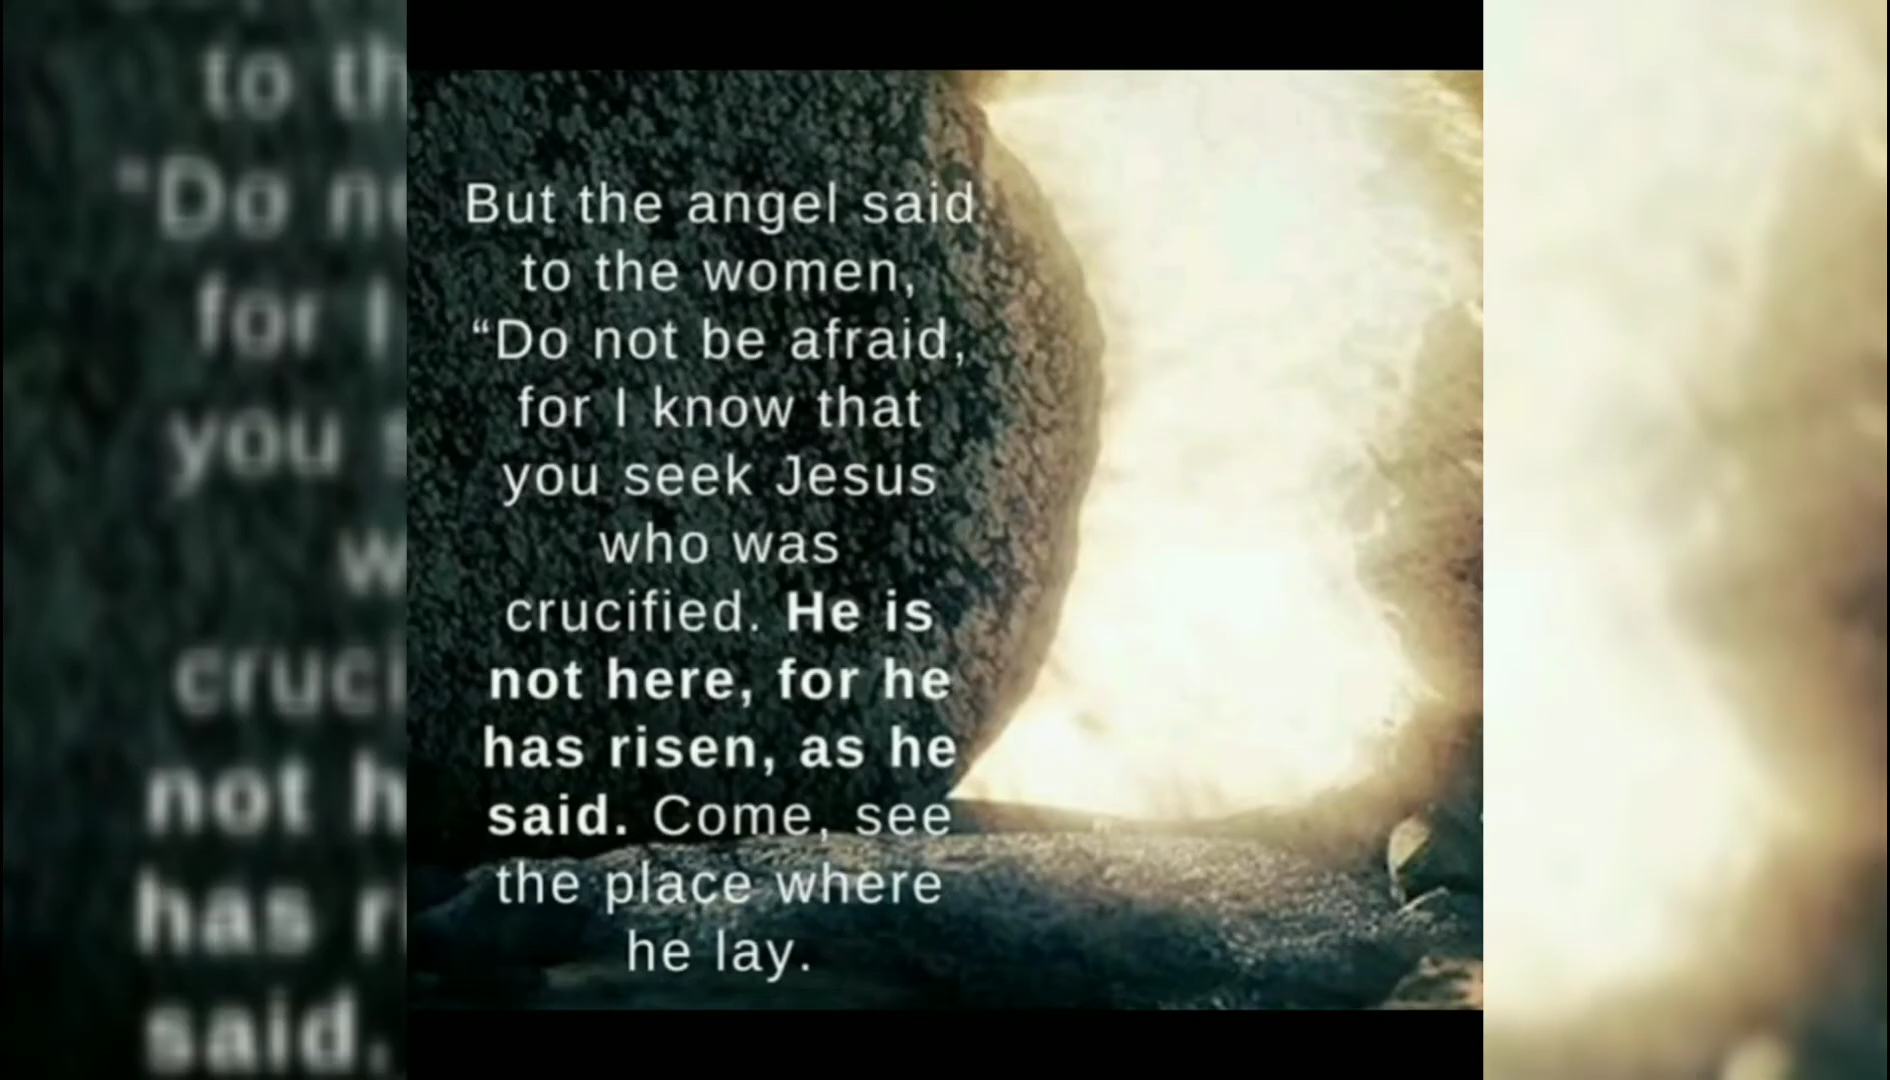 But the angel said
to the women,
“Do not be afraid,
for I know that
you seek Jesus
who was
crucified. He is
not here, for he
has risen, as he
said. Come, see
the place where
he lay.